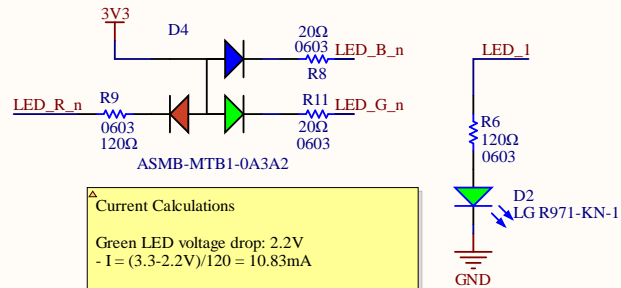 3V3
D4
20Ω
0603
LED_B_n
R8
LED_1
LED_R_n
R9
0603
120Ω
R11
LED_G_n
20Ω
0603
R6
120Ω
0603
ASMB-MTB1-0A3A2
D2
LG R971-KN-1
GND
Current Calculations
Green LED voltage drop: 2.2V
- I = (3.3-2.2V)/120 = 10.83mA